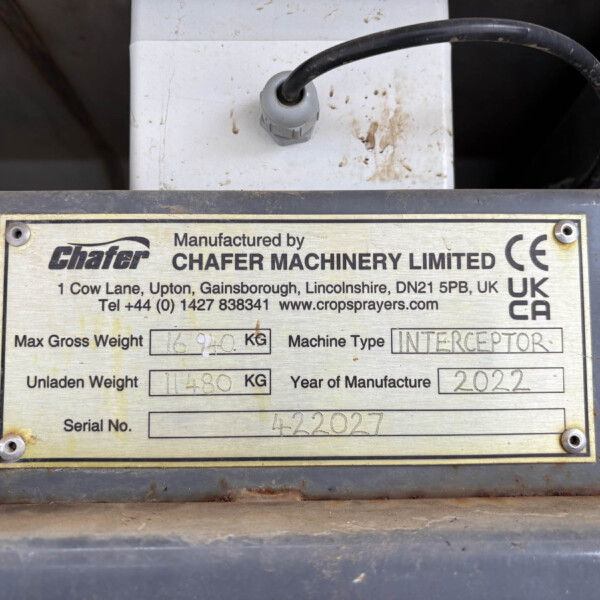 Chafer
Manufactured by
CHAFER MACHINERY LIMITED
CE
1 Cow Lane, Upton, Gainsborough, Lincolnshire, DN21 5PB, UK
UK
CA
Tel +44 (0) 1427 838341 www.cropsprayers.com
Max Gross Weight 16 940 KG Machine Type INTERCEPTOR.
Unladen Weight 11480 KG Year of Manufacture 2022
Serial No. 422027